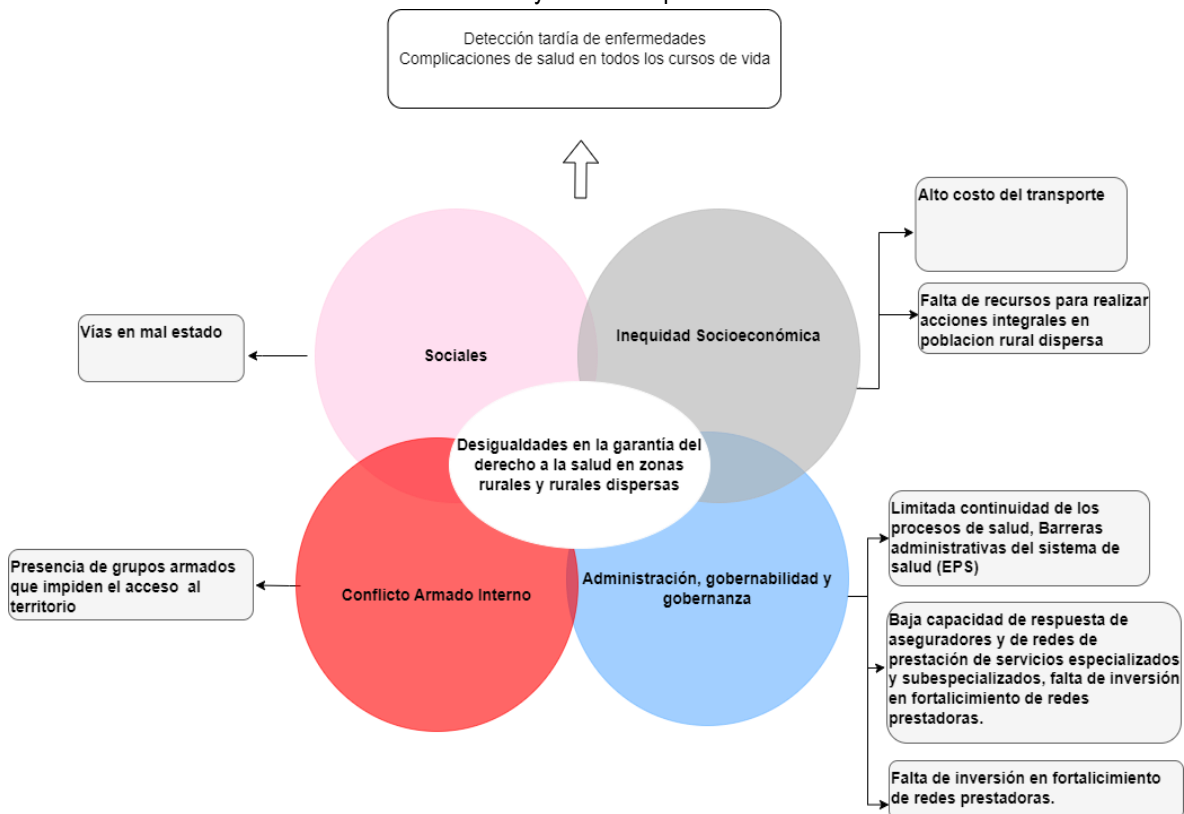 Detección tardía de enfermedades
Complicaciones de salud en todos los cursos de vida
Alto costo del transporte
Falta de recursos para realizar
acciones integrales en
poblacion rural dispersa
Inequidad Socioeconómica
Vías en mal estado
Sociales
Desigualdades en la garantía del
derecho a la salud en zonas
rurales y rurales dispersas
Limitada continuidad de los
procesos de salud, Barreras
administrativas del sistema de
salud (EPS)
Presencia de grupos armados
que impiden el acceso al
territorio
Conflicto Armado Interno
Administración, gobernabilidad y
gobernanza
Baja capacidad de respuesta de
aseguradores y de redes de
prestación de servicios especializados
y subespecializados, falta de inversión
en fortalicimiento de redes
prestadoras.
Falta de inversión en fortalicimiento
de redes prestadoras.